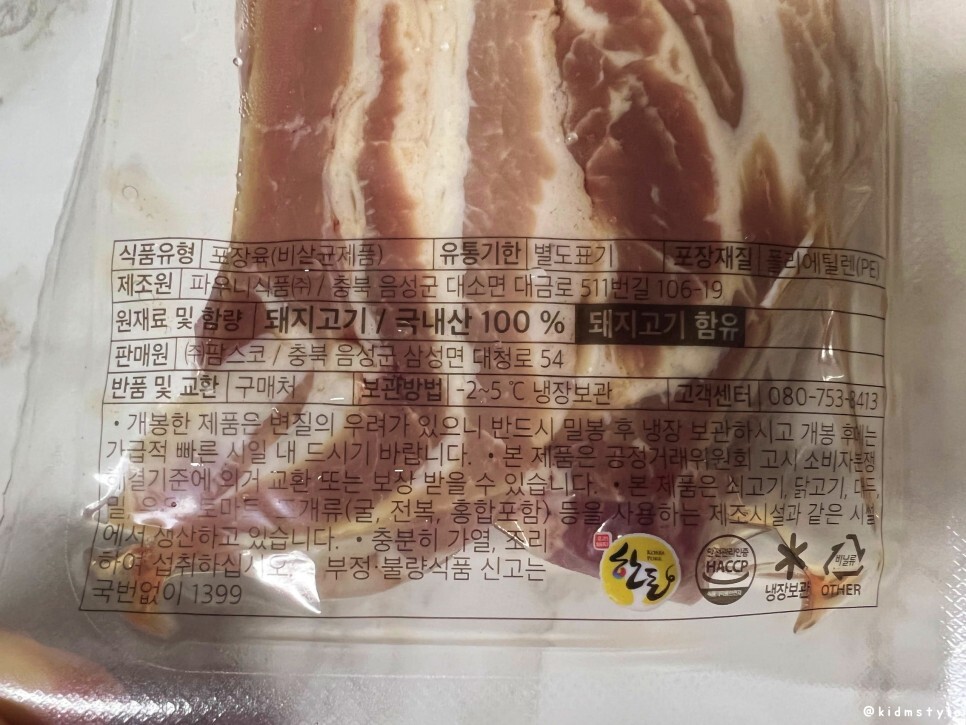 식품유형 포장육(비살균제품) 유통기한 별도표기 포장재질 폴리에틸렌(PE)
제조원 파우니식품(주)/ 충북 음성군 대소면 대금로 511번길 106-19
원재료 및 함량 돼지고기 / 국내산 100 % 돼지고기 함유
판매원 ㈜팜스코 / 충북 음성군 삼성면 대청로 54
반품 및 교환 구매처 보관방법 -2~5 ℃ 냉장보관 고객센터 080-753-8413
• 개봉한 제품은 변질의 우려가 있으니 반드시 밀봉 후 냉장 보관하시고 개봉 후에는
가급적 빠른 시일 내 드시기 바랍니다. • 본 제품은 공정거래위원회 고시 소비자분쟁
해결기준에 의거 교환 또는 보장 받을 수 있습니다. • 본 제품은 쇠고기, 닭고기, 대두,
밀, 토마토, 조개류(굴, 전복, 홍합포함) 등을 사용하는 제조시설과 같은 시설
에서 생산하고 있습니다. • 충분히 가열, 조리
하여 섭취하십시오. 부정·불량식품 신고는
국번없이 1399
한돈
안전관리인증
HACCP
냉장보관
비닐류
OTHER
@kidmstyle